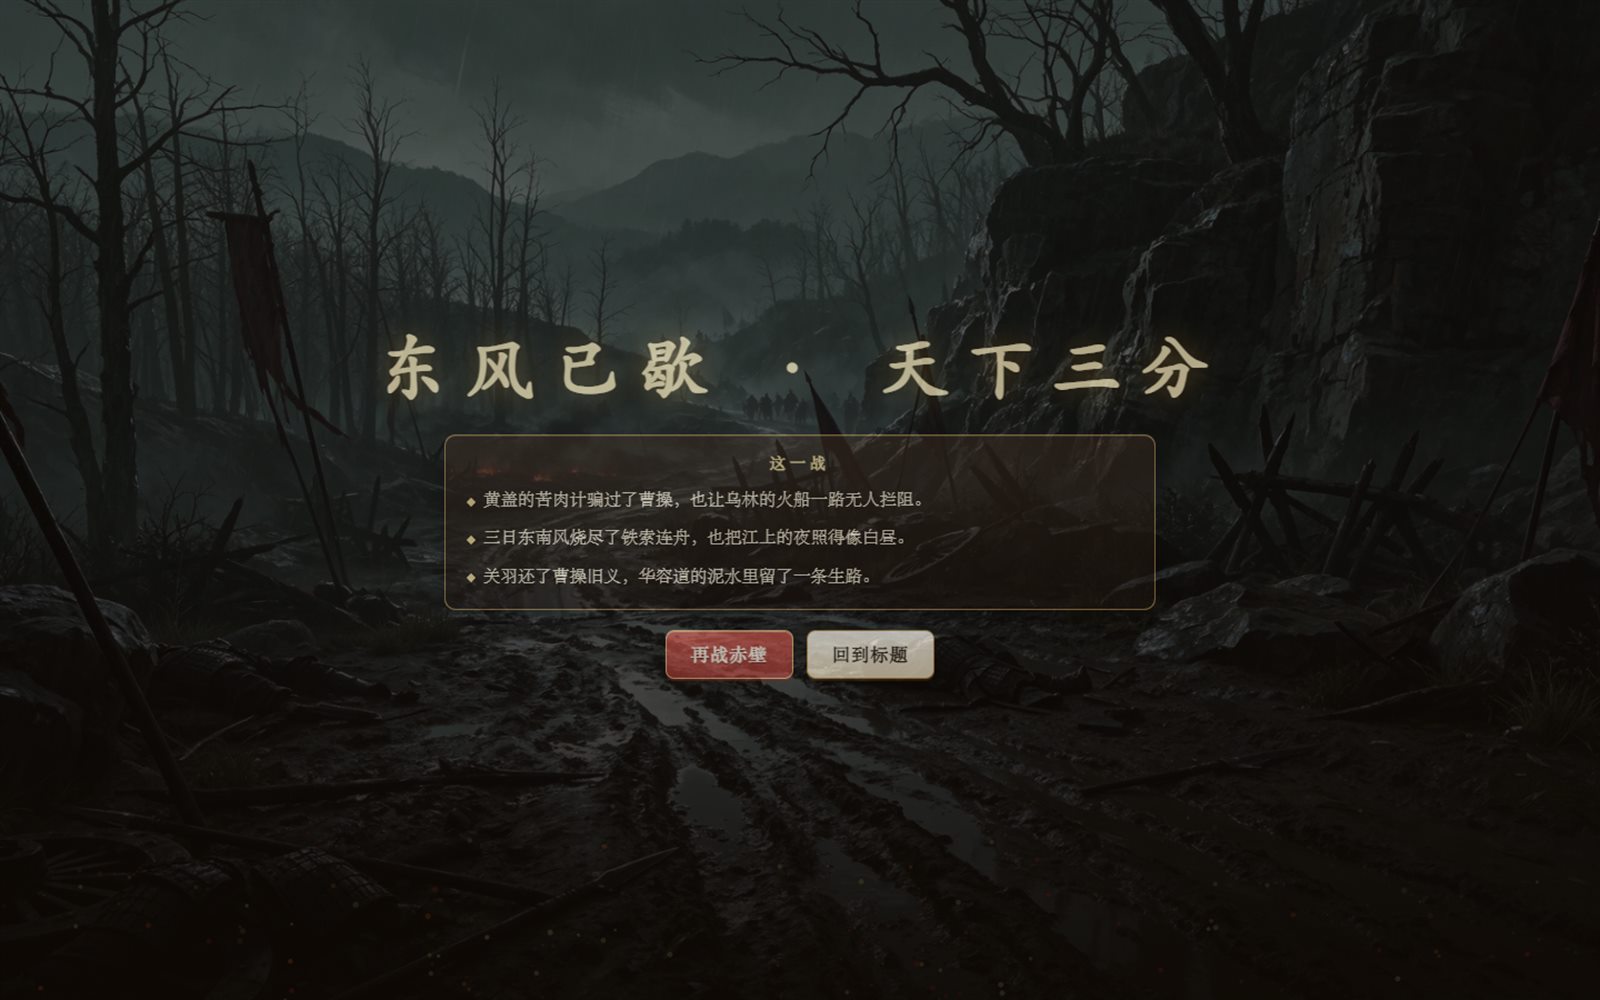 东风已歇 · 天下三分
这一战
◆ 黄盖的苦肉计骗过了曹操，也让乌林的火船一路无人拦阻。
◆ 三日东南风烧尽了铁索连舟，也把江上的夜照得像白昼。
◆ 关羽还了曹操旧义，华容道的泥水里留了一条生路。
再战赤壁
回到标题